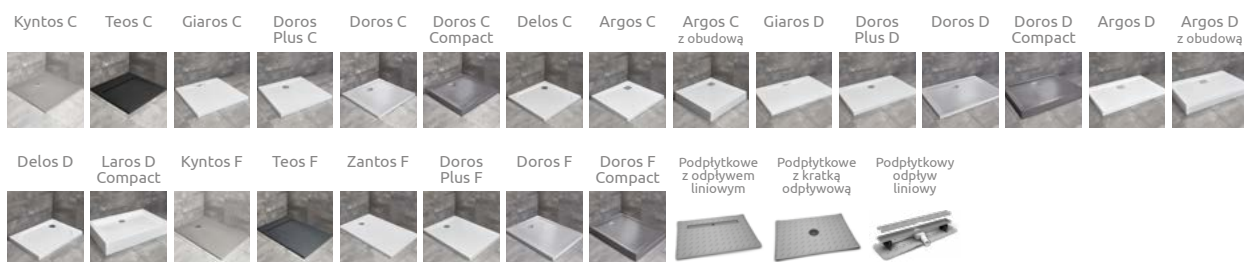 Kyntos C
Teos C
Giaros C
Doros
Plus C
Doros C
Doros C
Compact
Delos C
Argos C
Argos C
z obudową
Giaros D
Doros
Plus D
Doros D
Doros D
Compact
Argos D
Argos D
z obudową
Delos D
Laros D
Compact
Kyntos F
Teos F
Zantos F
Doros
Plus F
Doros F
Doros F
Compact
Podpłytkowe
z odpływem
liniowym
Podpłytkowe
z kratką
odpływową
Podpłytkowy
odpływ
liniowy